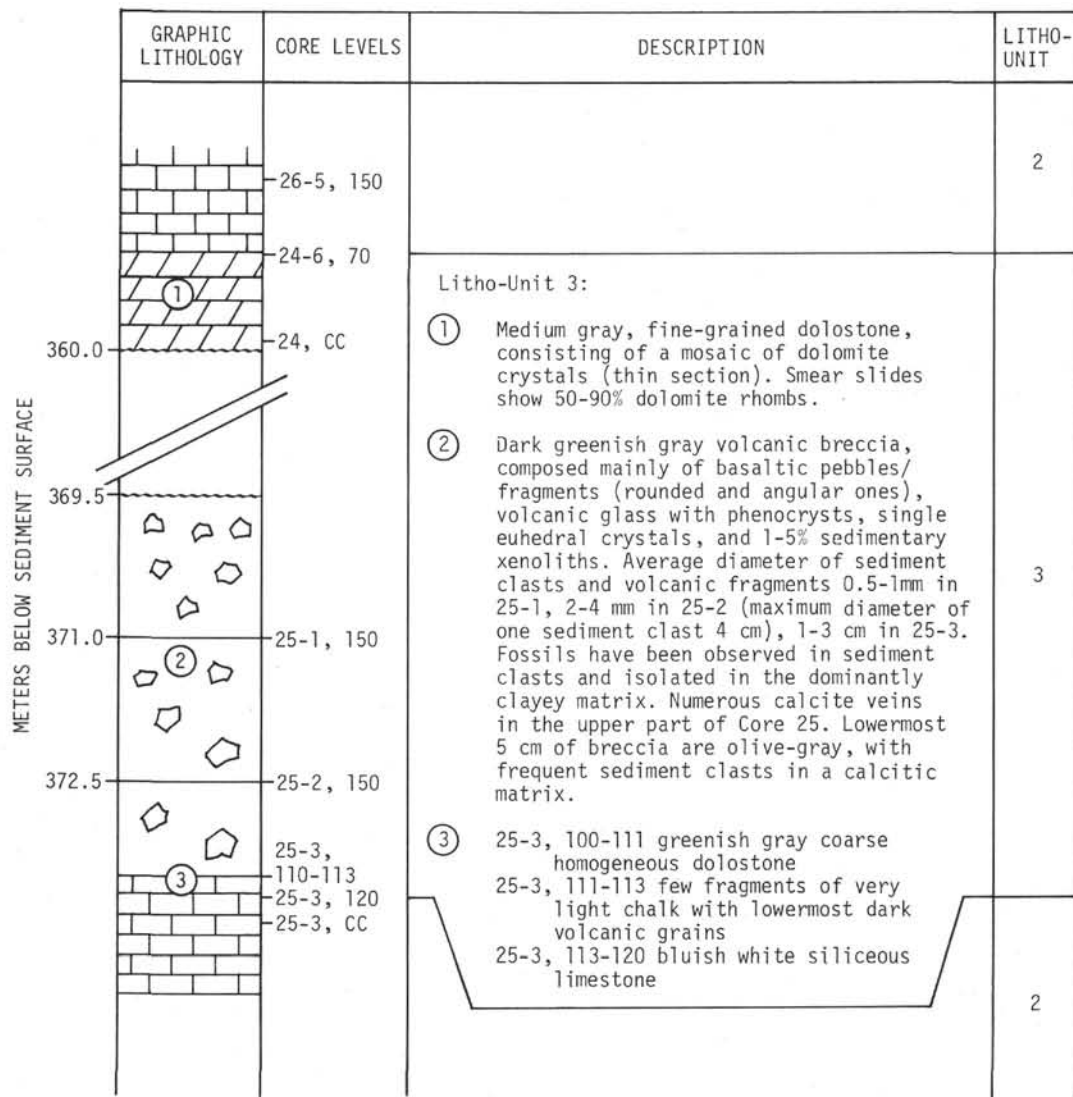 GRAPHIC
LITHOLOGY
CORE LEVELS
DESCRIPTION
LITHO-
UNIT
METERS BELOW SEDIMENT SURFACE
360.0
369.5
371.0
372.5
1
2
3
26-5, 150
24-6, 70
24, CC
25-1, 150
25-2, 150
25-3,
110-113
25-3, 120
25-3, CC
Litho-Unit 3:
1 Medium gray, fine-grained dolostone,
consisting of a mosaic of dolomite
crystals (thin section). Smear slides
show 50-90% dolomite rhombs.
2 Dark greenish gray volcanic breccia,
composed mainly of basaltic pebbles/
fragments (rounded and angular ones),
volcanic glass with phenocrysts, single
euhedral crystals, and 1-5% sedimentary
xenoliths. Average diameter of sediment
clasts and volcanic fragments 0.5-1mm in
25-1, 2-4 mm in 25-2 (maximum diameter of
one sediment clast 4 cm), 1-3 cm in 25-3.
Fossils have been observed in sediment
clasts and isolated in the dominantly
clayey matrix. Numerous calcite veins
in the upper part of Core 25. Lowermost
5 cm of breccia are olive-gray, with
frequent sediment clasts in a calcitic
matrix.
3 25-3, 100-111 greenish gray coarse
homogeneous dolostone
25-3, 111-113 few fragments of very
light chalk with lowermost dark
volcanic grains
25-3, 113-120 bluish white siliceous
limestone
2
3
2